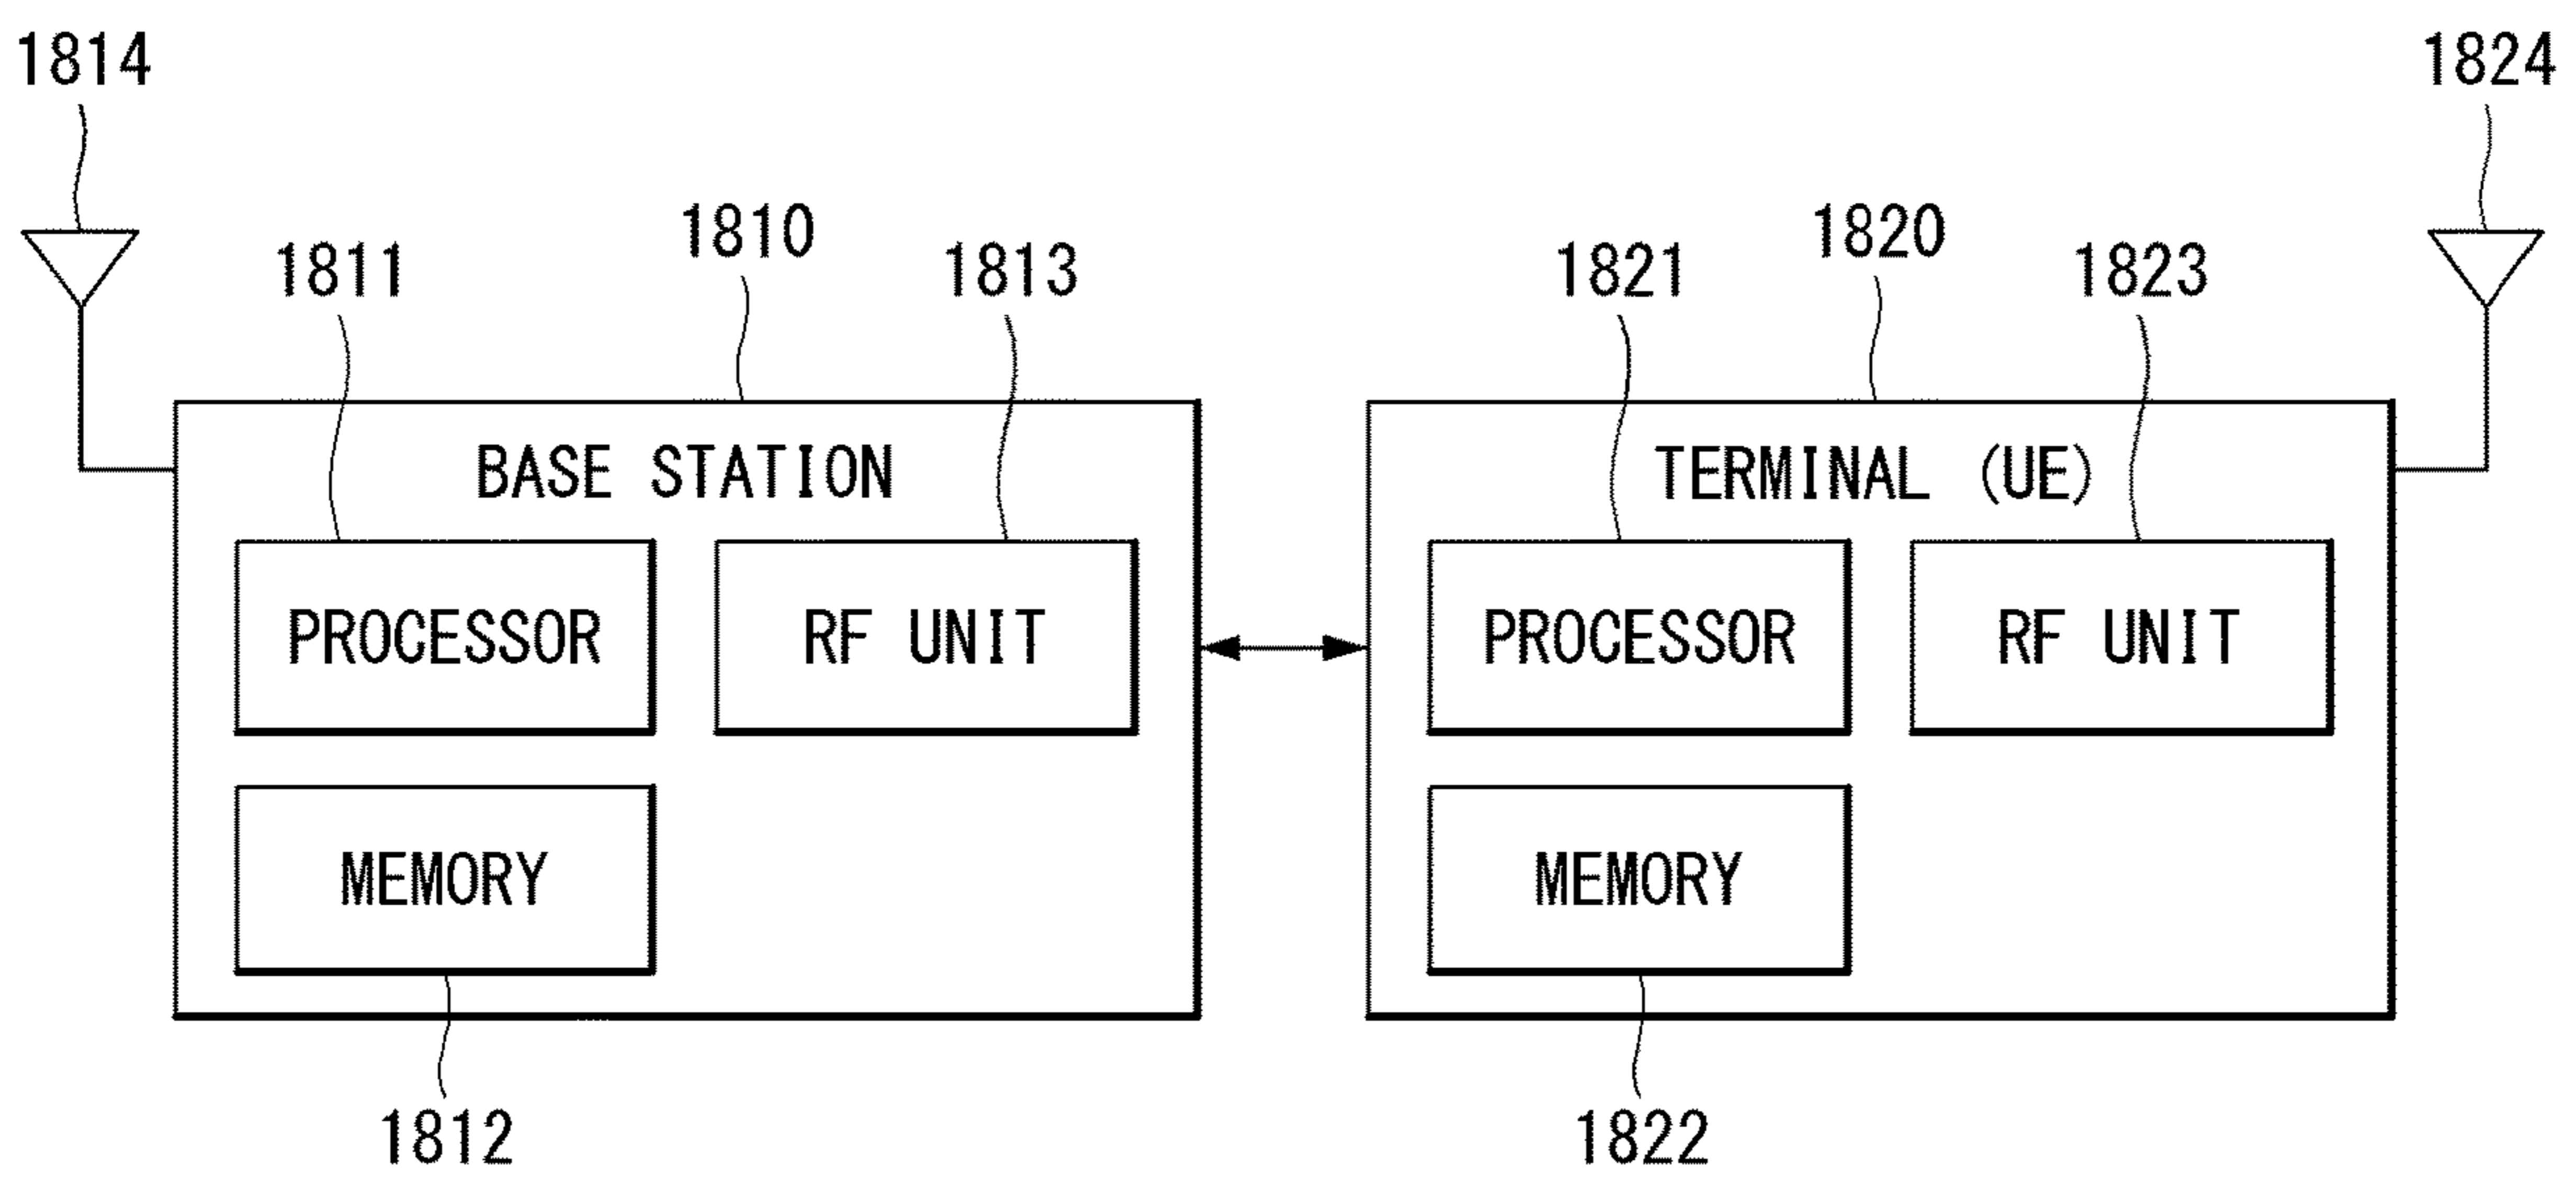 1814
1824
1810
1820
1811
1813
1821
1823
BASE STATION
TERMINAL (UE)
PROCESSOR
RF UNIT
PROCESSOR
RF UNIT
MEMORY
MEMORY
1812
1822